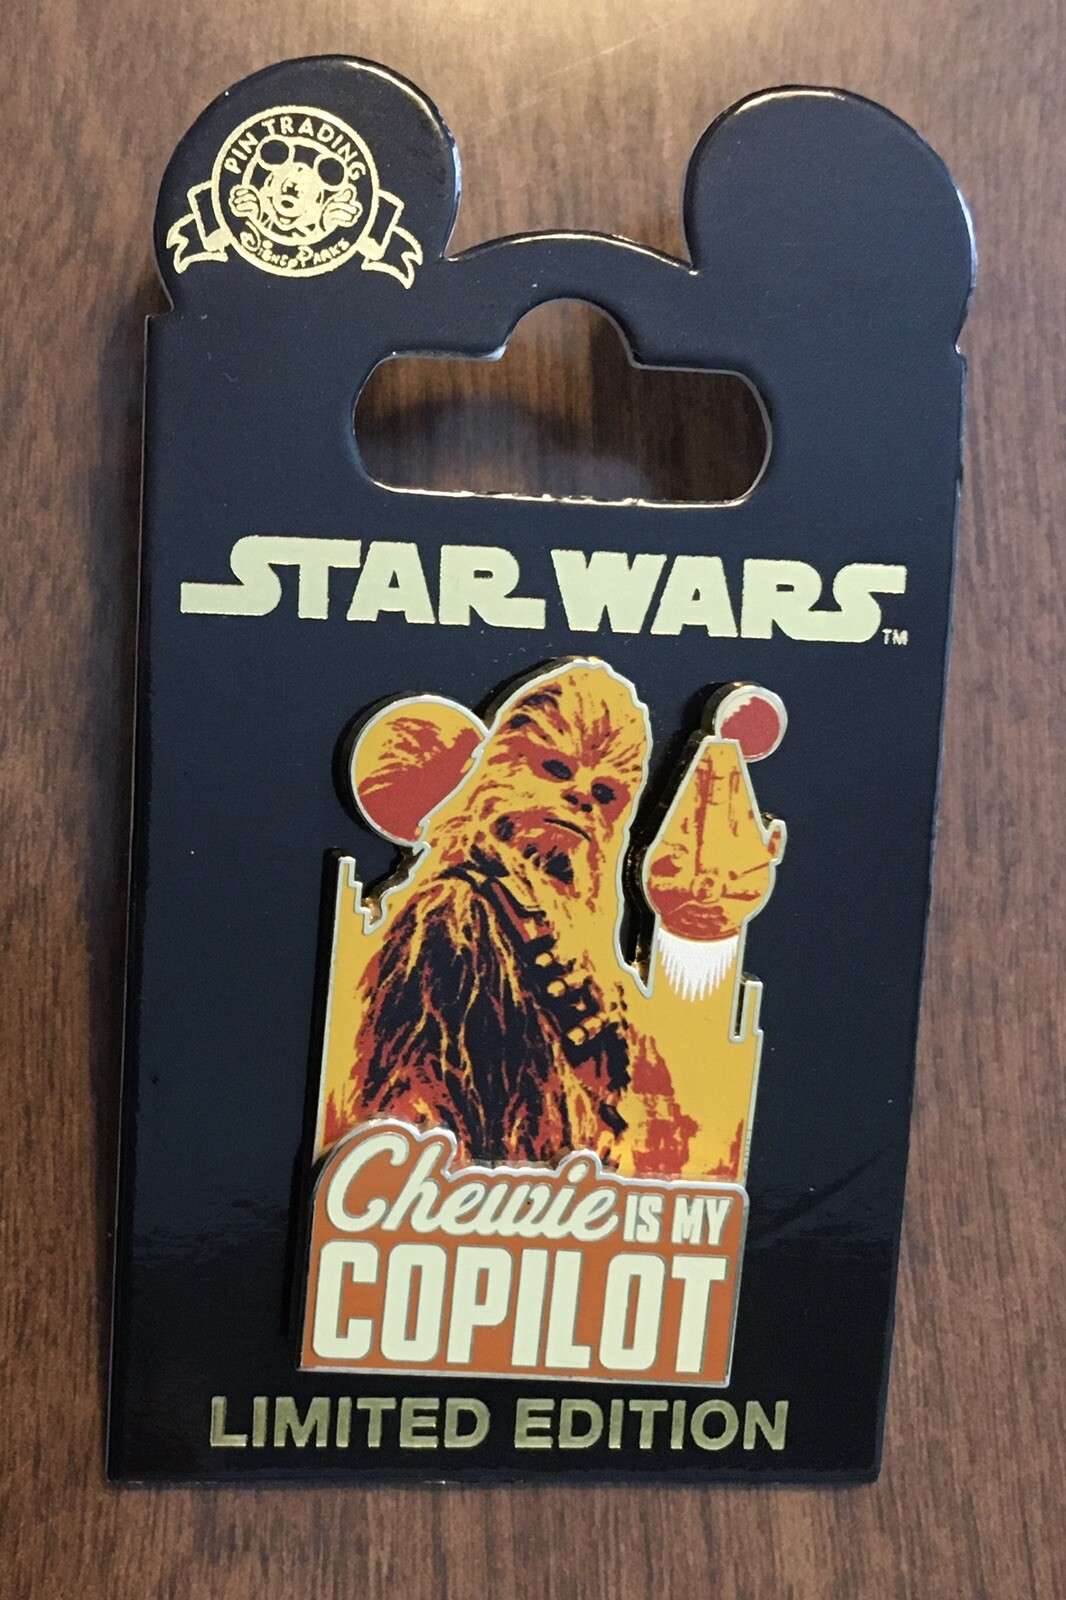 PIN TRADING
Disney Parks
STAR WARS
TM
Chewie IS MY
COPILOT
LIMITED EDITION